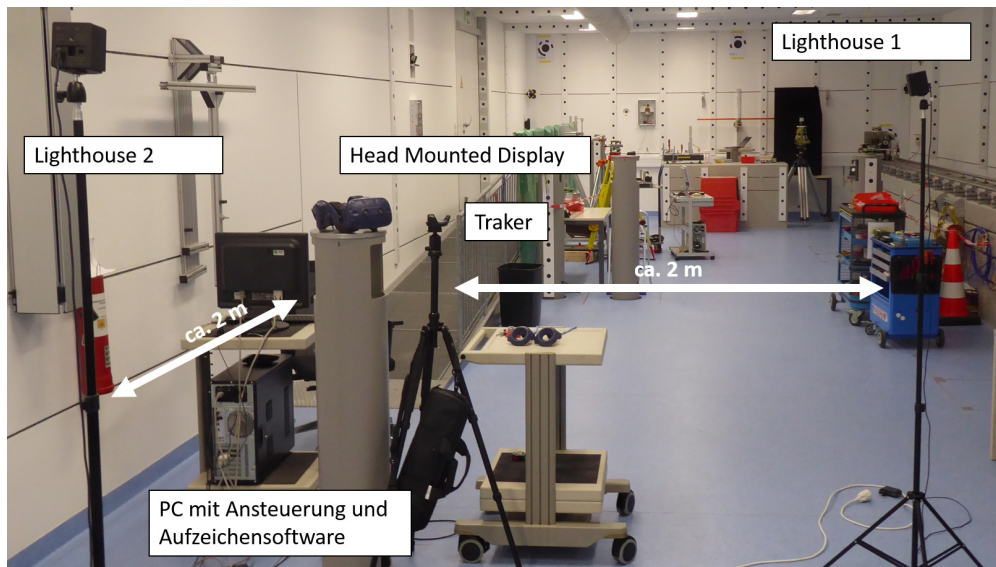 Lighthouse 1
Lighthouse 2
Head Mounted Display
Traker
ca. 2 m
ca. 2 m
PC mit Ansteuerung und
Aufzeichensoftware